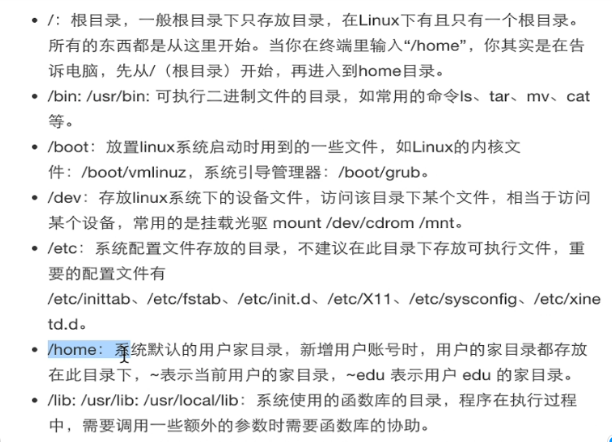 • /：根目录，一般根目录下只存放目录，在Linux下有且只有一个根目录。
所有的东西都是从这里开始。当你在终端里输入“/home”，你其实是在告
诉电脑，先从/（根目录）开始，再进入到home目录。
• /bin: /usr/bin: 可执行二进制文件的目录，如常用的命令ls、tar、mv、cat
等。
• /boot：放置linux系统启动时用到的一些文件，如Linux的内核文
件：/boot/vmlinuz，系统引导管理器：/boot/grub。
• /dev：存放linux系统下的设备文件，访问该目录下某个文件，相当于访问
某个设备，常用的是挂载光驱 mount /dev/cdrom /mnt。
• /etc：系统配置文件存放的目录，不建议在此目录下存放可执行文件，重
要的配置文件有
/etc/inittab、/etc/fstab、/etc/init.d、/etc/X11、/etc/sysconfig、/etc/xine
td.d。
• /home：系统默认的用户家目录，新增用户账号时，用户的家目录都存放
在此目录下，~表示当前用户的家目录，~edu 表示用户 edu 的家目录。
• /lib: /usr/lib: /usr/local/lib：系统使用的函数库的目录，程序在执行过程
中，需要调用一些额外的参数时需要函数库的协助。